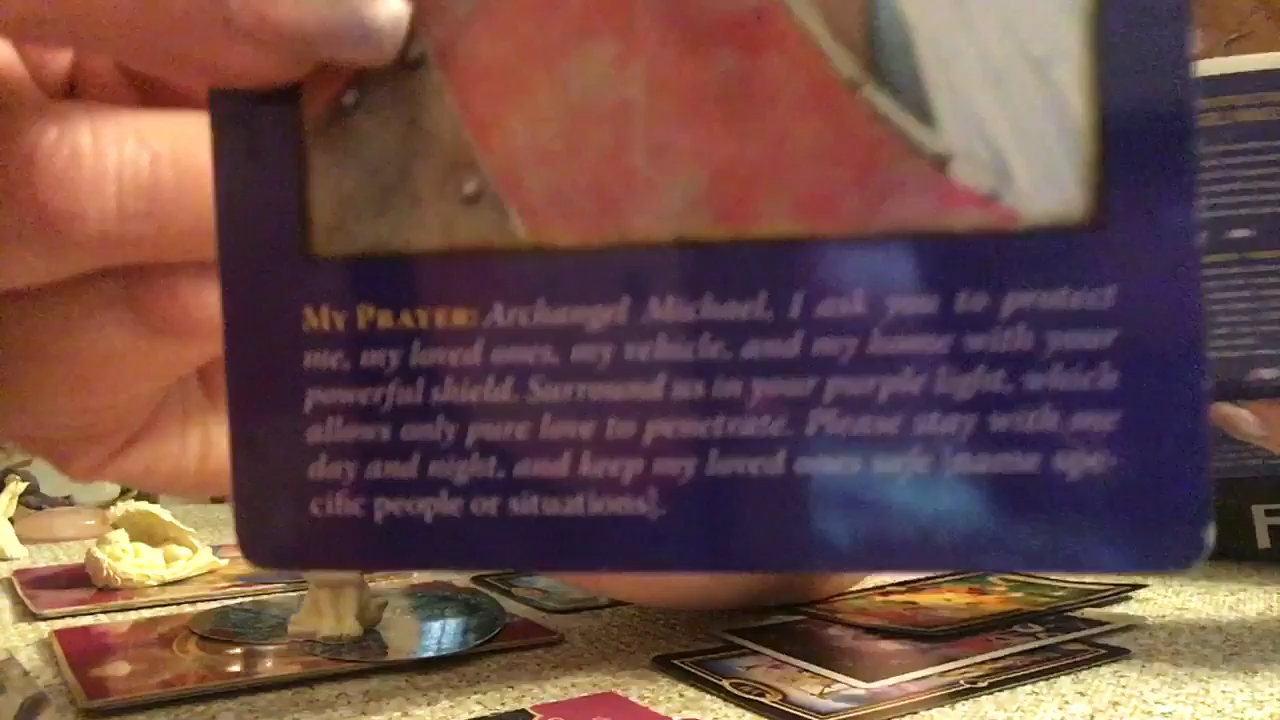 MY PRAYER: Archangel Michael, I ask you to protect
me, my loved ones, my vehicle, and my home with your
powerful shield. Surround us in your purple light, which
allows only pure love to penetrate. Please stay with me
day and night, and keep my loved ones safe [name spe-
cific people or situations].
F